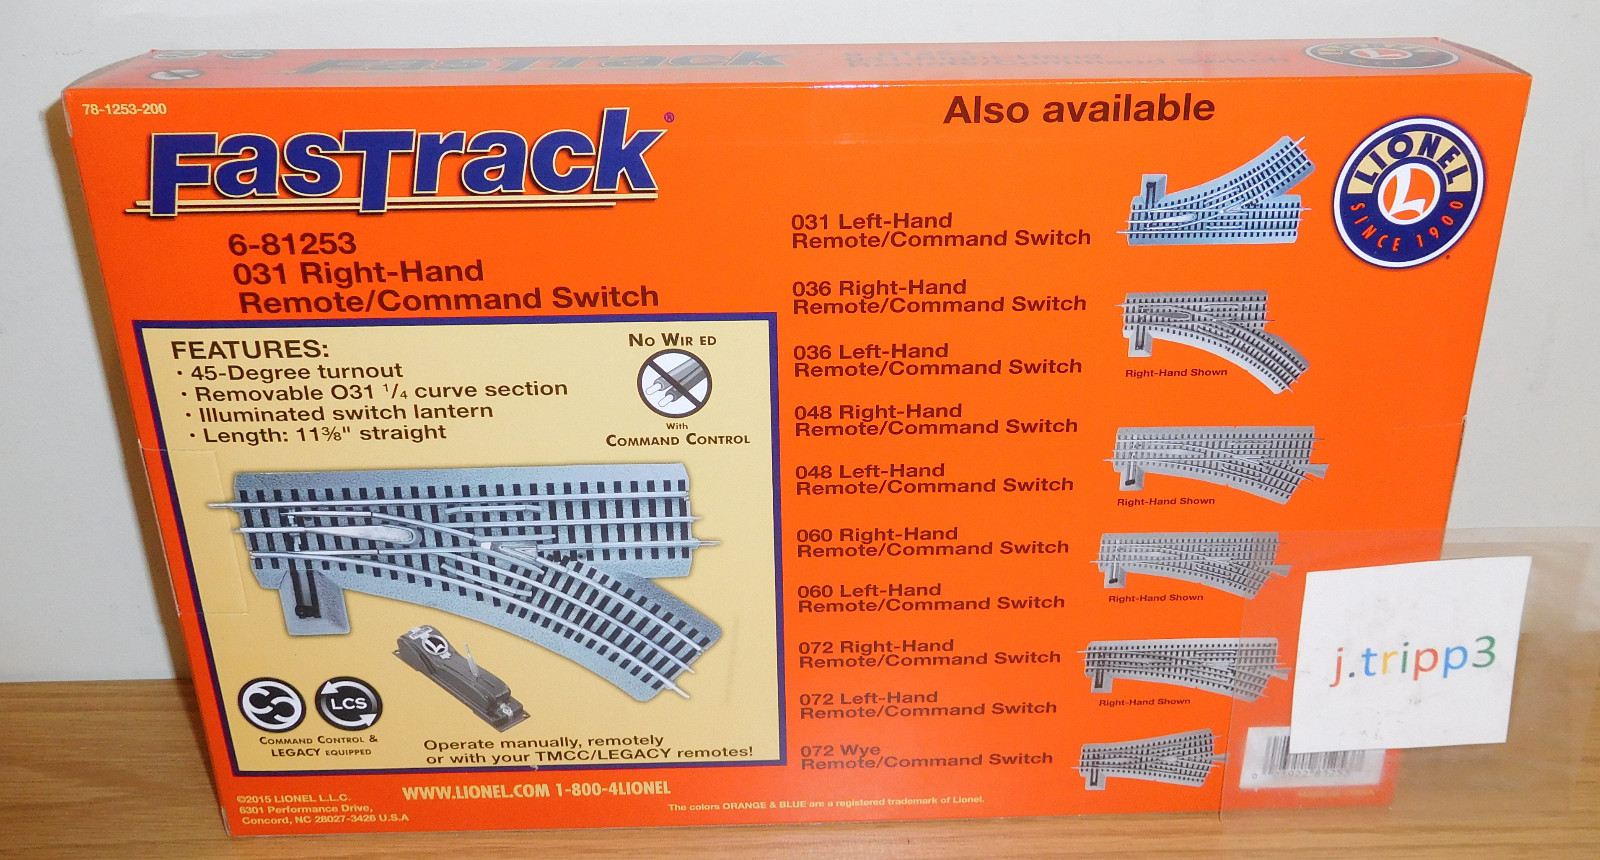 FasTrack
78-1253-200
FasTrack®
6-81253
031 Right-Hand
Remote/Command Switch
FEATURES:
· 45-Degree turnout
· Removable O31 1/4 curve section
· Illuminated switch lantern
· Length: 11⅜" straight
No Wir ed
With
Command Control
LCS
Command Control &
LEGACY equipped
Operate manually, remotely
or with your TMCC/LEGACY remotes!
©2015 LIONEL L.L.C.
6301 Performance Drive,
Concord, NC 28027-3426 U.S.A
WWW.LIONEL.COM 1-800-4LIONEL
The colors ORANGE & BLUE are a registered trademark of Lionel.
Also available
LIONEL
L
SINCE 1900
031 Left-Hand
Remote/Command Switch
036 Right-Hand
Remote/Command Switch
036 Left-Hand
Remote/Command Switch
Right-Hand Shown
048 Right-Hand
Remote/Command Switch
048 Left-Hand
Remote/Command Switch
Right-Hand Shown
060 Right-Hand
Remote/Command Switch
060 Left-Hand
Remote/Command Switch
Right-Hand Shown
072 Right-Hand
Remote/Command Switch
072 Left-Hand
Remote/Command Switch
Right-Hand Shown
072 Wye
Remote/Command Switch
j.tripp3